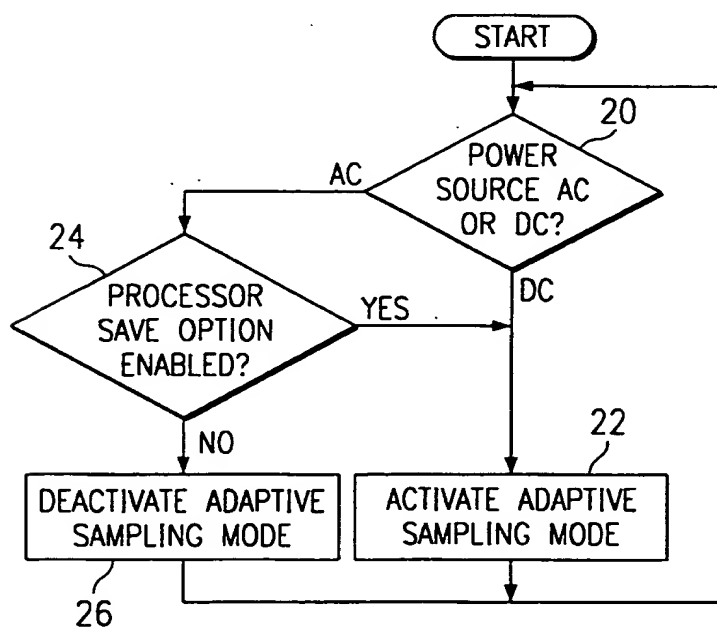 START
20
POWER
SOURCE AC
OR DC?
AC
DC
24
PROCESSOR
SAVE OPTION
ENABLED?
YES
NO
22
DEACTIVATE ADAPTIVE
SAMPLING MODE
ACTIVATE ADAPTIVE
SAMPLING MODE
26